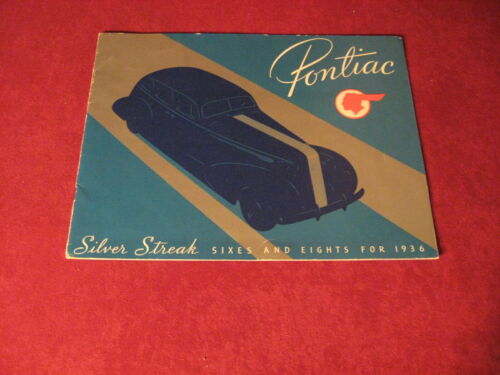 Pontiac
Silver Streak SIXES AND EIGHTS FOR 1936